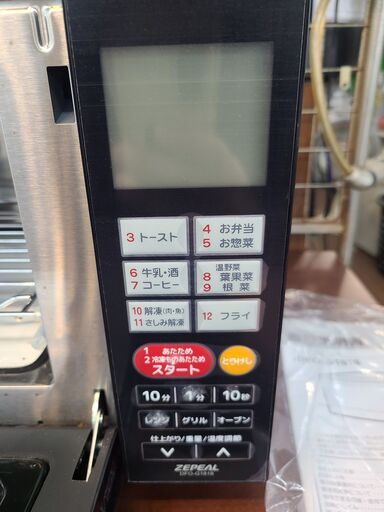 3 トースト
4 お弁当
5 お惣菜
6 牛乳・酒
7 コーヒー
温野菜
8 葉果菜
9 根 菜
10 解凍(肉・魚)
11 さしみ解凍
12 フライ
1 あたため
2 冷凍ものあたため
スタート
とりけし
10分
1分
10秒
レンジ
グリル
オーブン
仕上がり/重量/温度調節
ZEPEAL
DFO-G1816